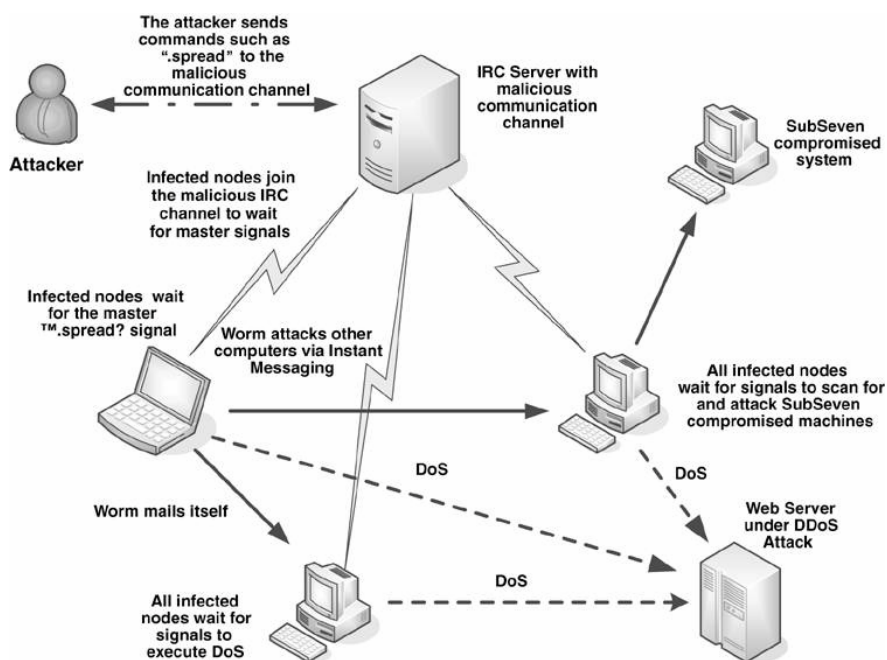 The attacker sends
commands such as
“.spread” to the
malicious
communication channel
Attacker
IRC Server with
malicious
communication
channel
SubSeven
compromised
system
Infected nodes join
the malicious IRC
channel to wait
for master signals
Infected nodes wait
for the master
™.spread? signal
Worm attacks other
computers via Instant
Messaging
All infected nodes
wait for signals to scan for
and attack SubSeven
compromised machines
DoS
DoS
Worm mails itself
Web Server
under DDoS
Attack
DoS
All infected
nodes wait for
signals to
execute DoS